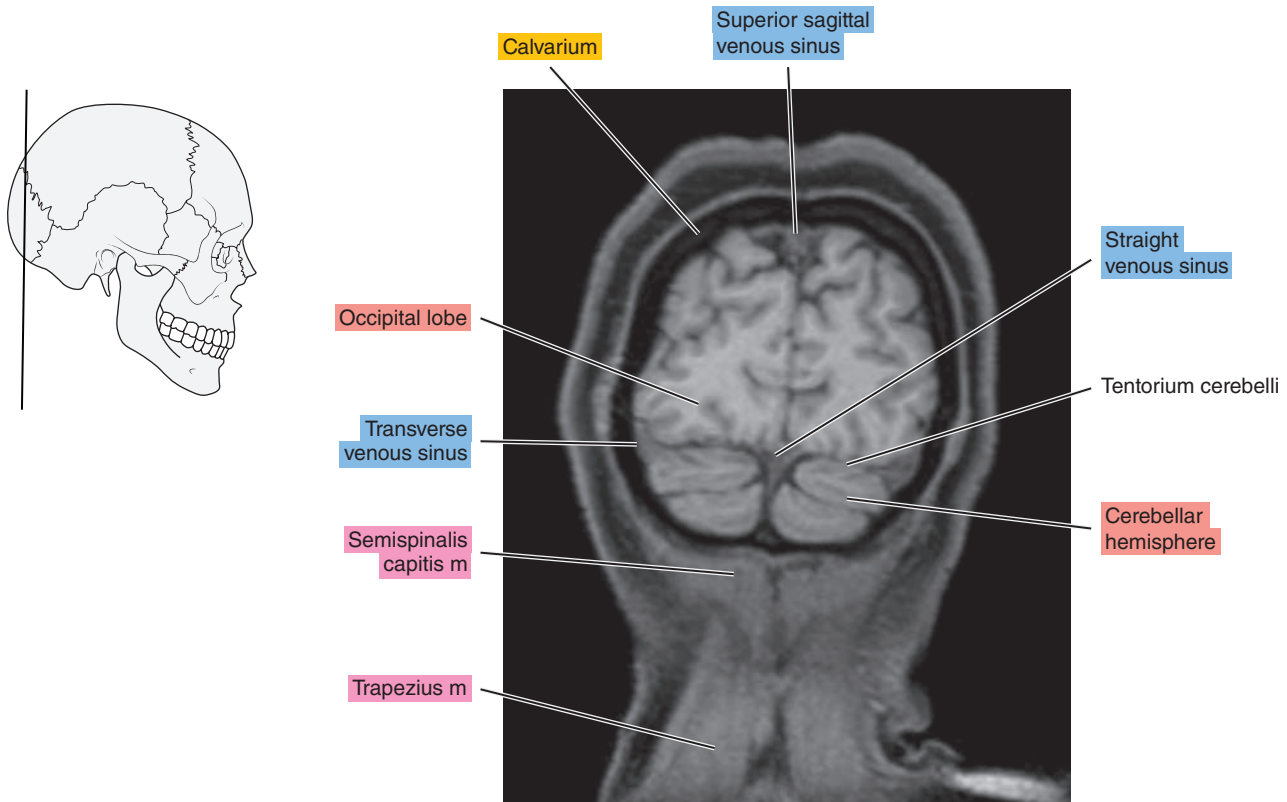 Superior sagittal
venous sinus
Calvarium
Straight
venous sinus
Occipital lobe
Tentorium cerebelli
Transverse
venous sinus
Cerebellar
hemisphere
Semispinalis
capitis m
Trapezius m